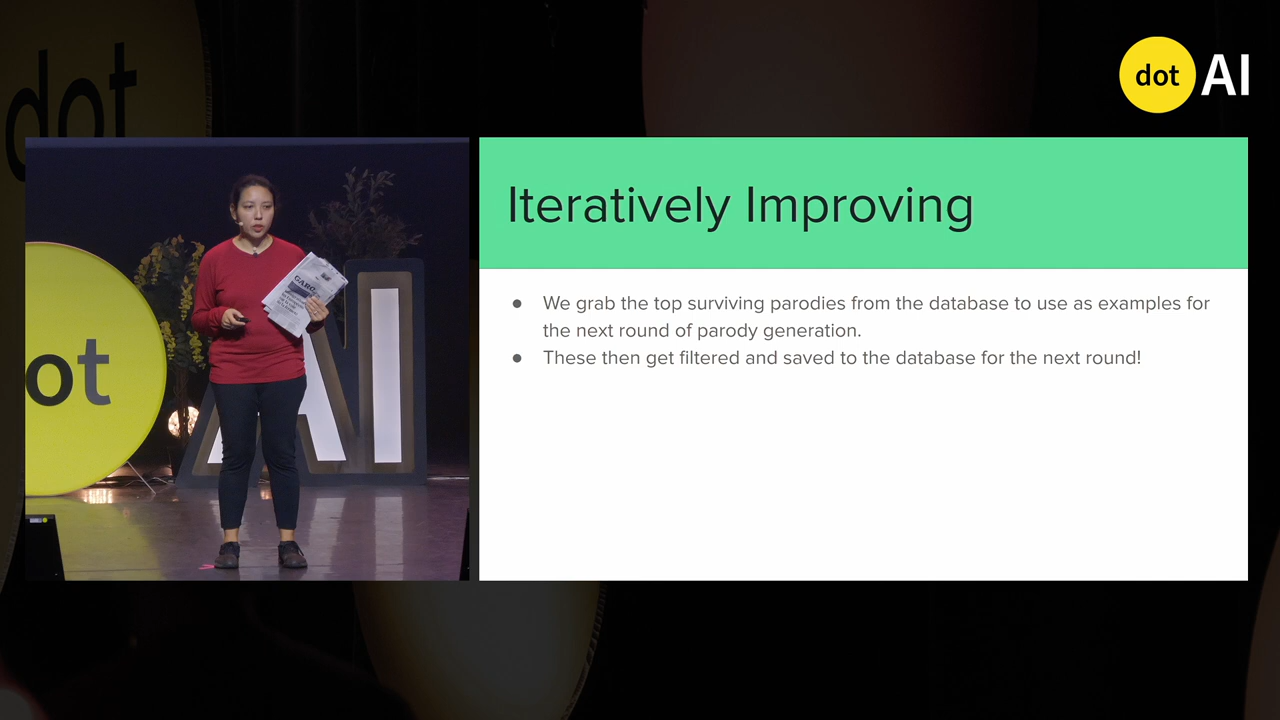 dot
dot AI
ot
AI
GARC
Iteratively Improving
● We grab the top surviving parodies from the database to use as examples for
the next round of parody generation.
● These then get filtered and saved to the database for the next round!